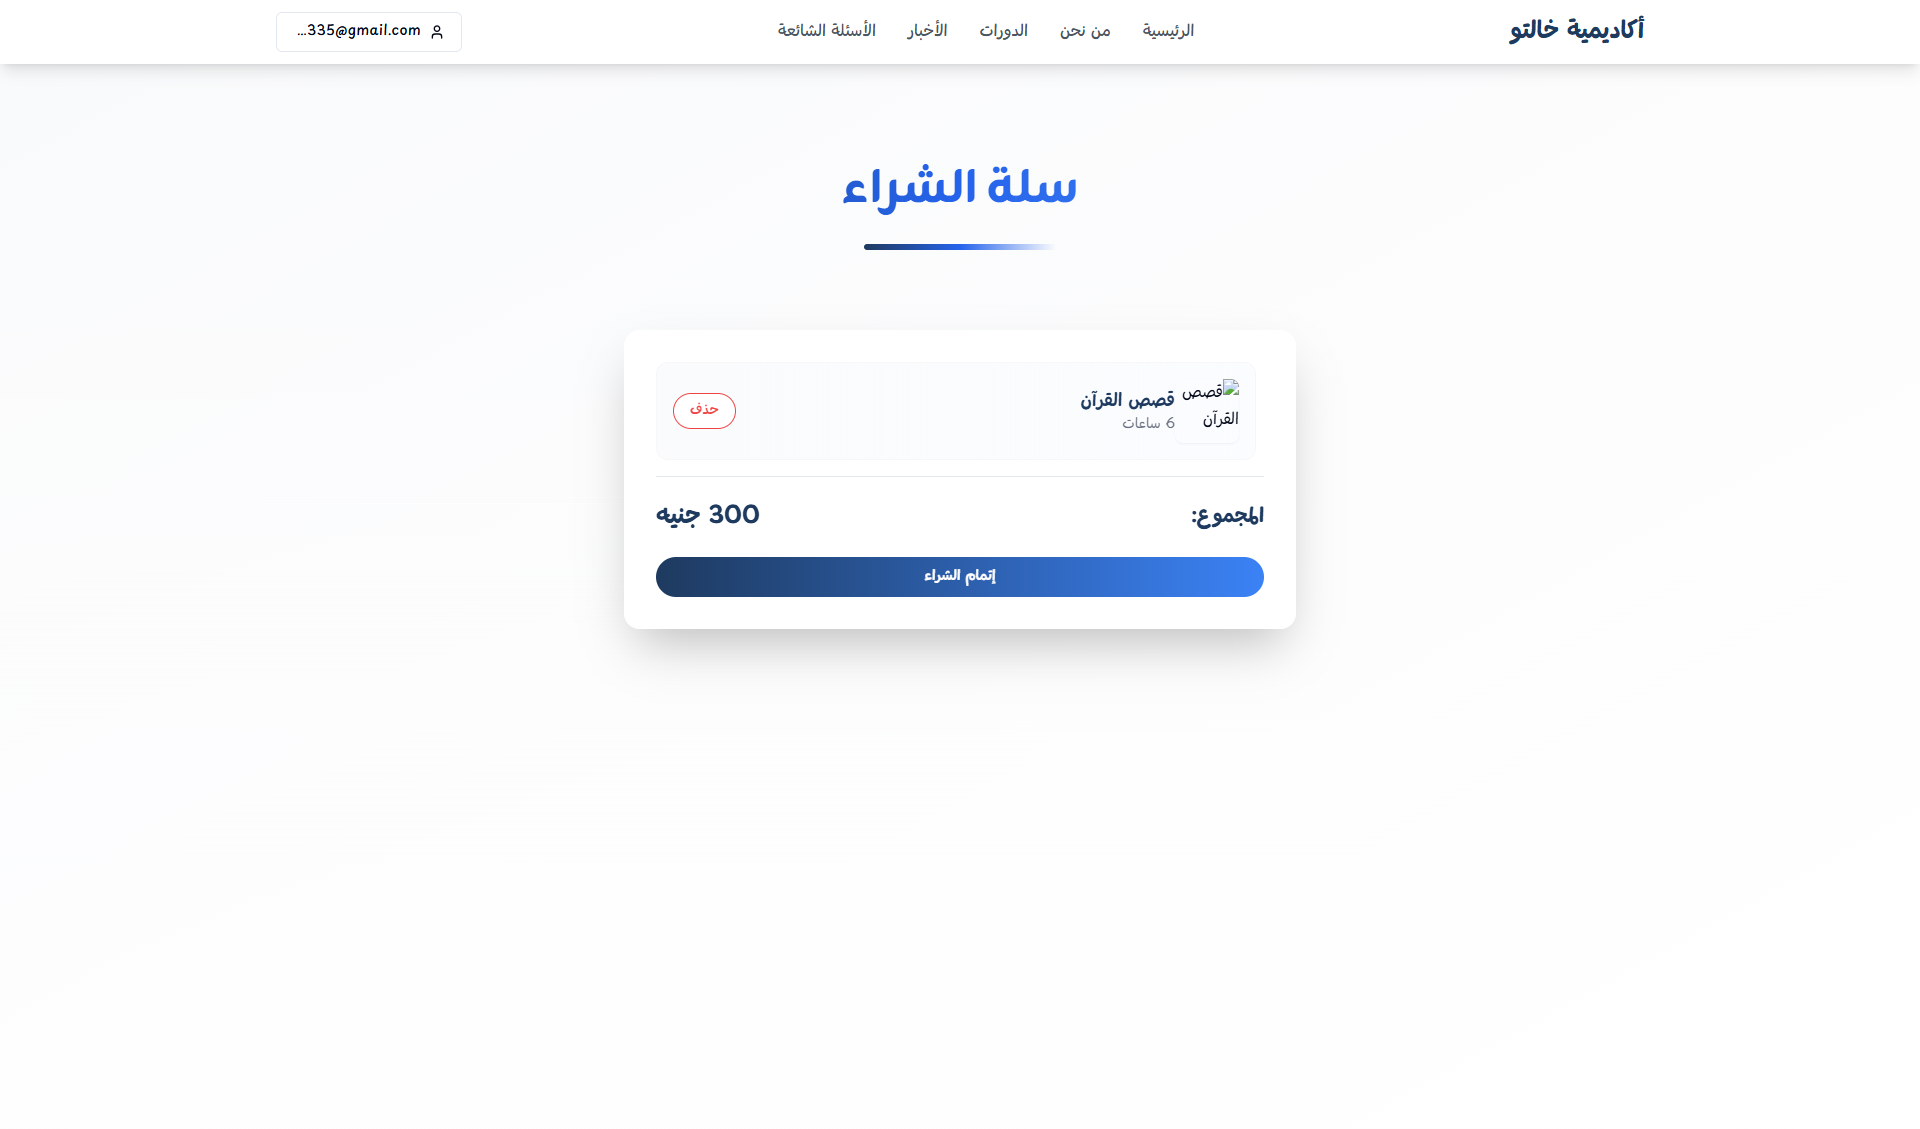 أكاديمية خالتو
الرئيسية
من نحن
الدورات
الأخبار
الأسئلة الشائعة
335@gmail.com...
سلة الشراء
قصص القرآن
قصص القرآن
6 ساعات
حذف
المجموع:
300 جنيه
إتمام الشراء